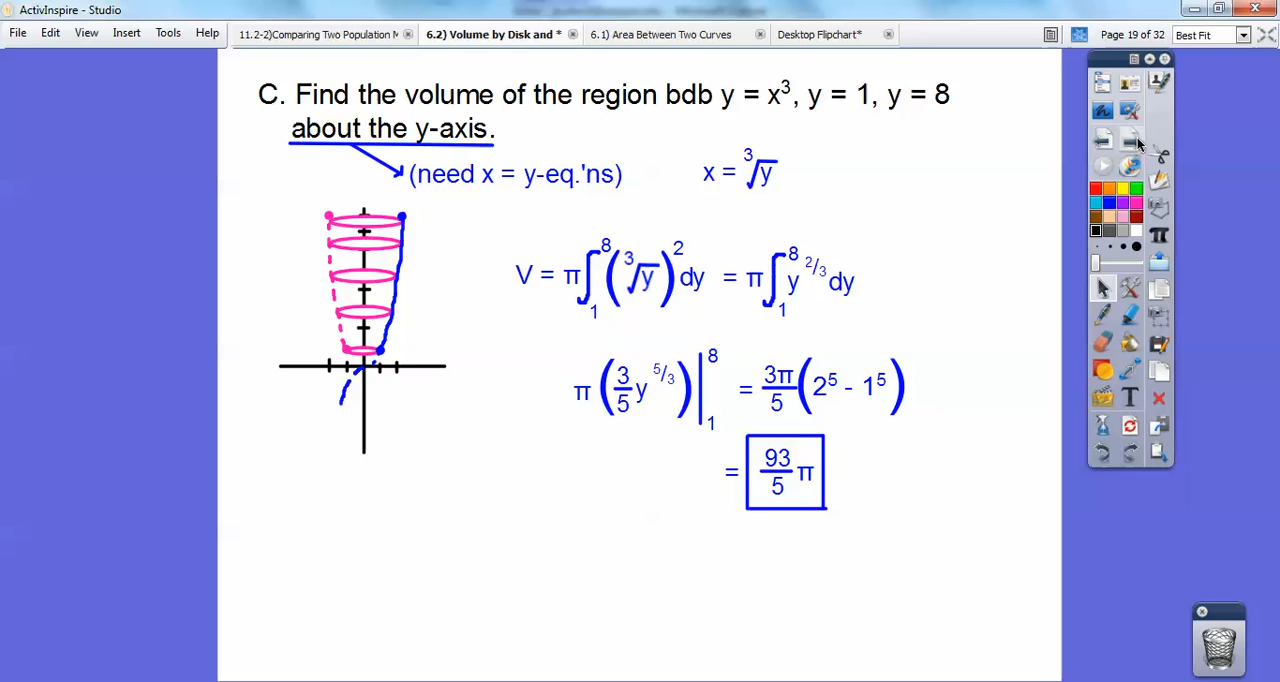 ActivInspire - Studio
File Edit View Insert Tools Help
11.2-2)Comparing Two Population M 6.2) Volume by Disk and * 6.1) Area Between Two Curves Desktop Flipchart* Page 19 of 32 Best Fit
C. Find the volume of the region bdb y = x³, y = 1, y = 8
about the y-axis.
(need x = y-eq.'ns) x = ∛y
V = π∫₁⁸(∛y)²dy = π∫₁⁸ y^2/3 dy
π(3/5 y^5/3)|₁⁸ = 3π/5(2⁵ - 1⁵)
= 93/5 π